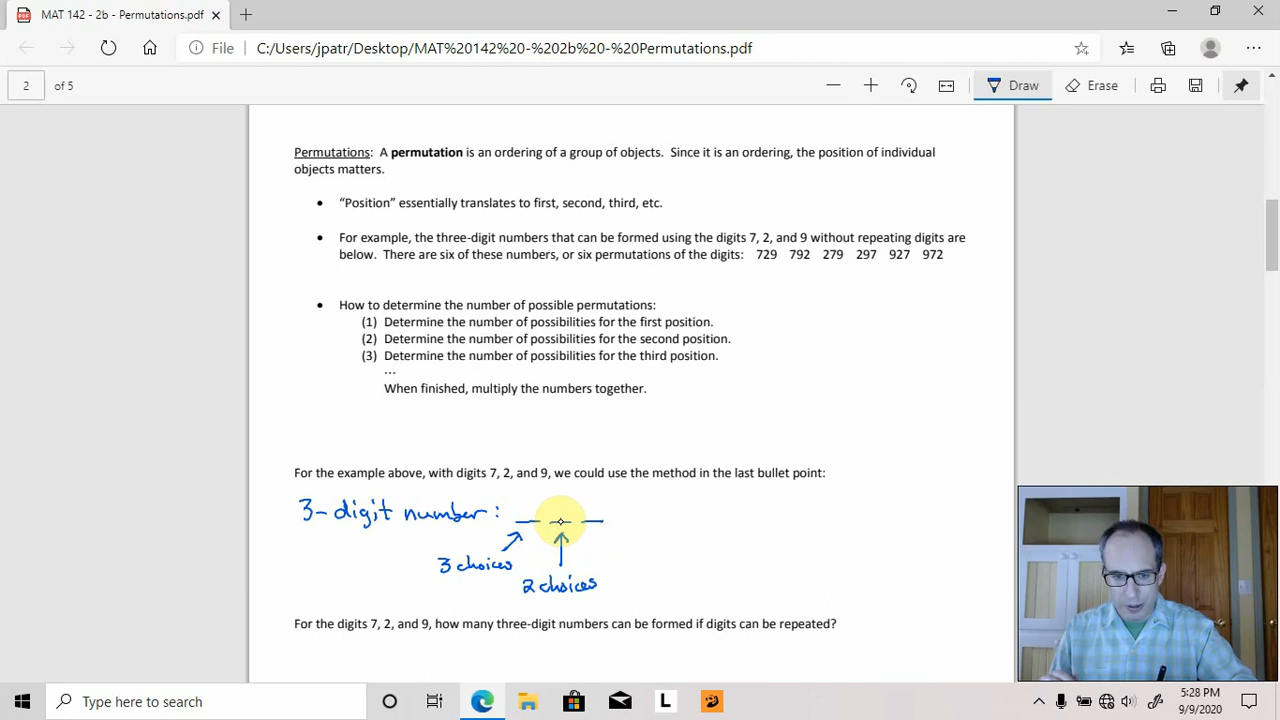 MAT 142 - 2b - Permutations.pdf
File C:/Users/jpatr/Desktop/MAT%20142%20-%202b%20-%20Permutations.pdf
2 of 5
Draw
Erase
Permutations: A permutation is an ordering of a group of objects. Since it is an ordering, the position of individual
objects matters.
• “Position” essentially translates to first, second, third, etc.
• For example, the three-digit numbers that can be formed using the digits 7, 2, and 9 without repeating digits are
below. There are six of these numbers, or six permutations of the digits: 729 792 279 297 927 972
• How to determine the number of possible permutations:
(1) Determine the number of possibilities for the first position.
(2) Determine the number of possibilities for the second position.
(3) Determine the number of possibilities for the third position.
...
When finished, multiply the numbers together.
For the example above, with digits 7, 2, and 9, we could use the method in the last bullet point:
3-digit number:
3 choices
2 choices
For the digits 7, 2, and 9, how many three-digit numbers can be formed if digits can be repeated?
Type here to search
L
5:28 PM
9/9/2020